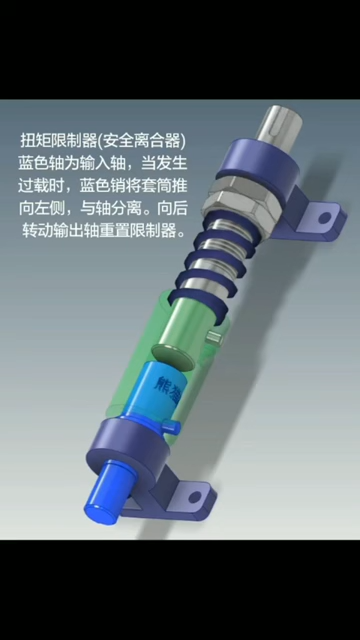 扭矩限制器(安全离合器)
蓝色轴为输入轴，当发生
过载时，蓝色销将套筒推
向左侧，与轴分离。向后
转动输出轴重置限制器。
熊